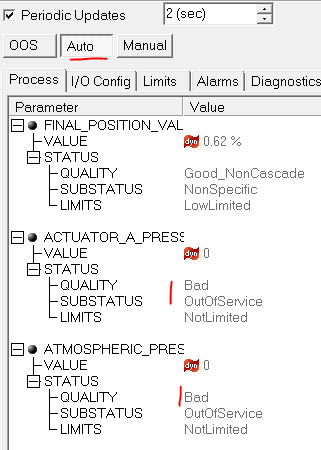 Periodic Updates 2 (sec)
OOS Auto Manual
Process I/O Config Limits Alarms Diagnostics
Parameter Value
FINAL_POSITION_VAL
VALUE dyn 0.62 %
STATUS
QUALITY Good_NonCascade
SUBSTATUS NonSpecific
LIMITS LowLimited
ACTUATOR_A_PRESS
VALUE dyn 0
STATUS
QUALITY Bad
SUBSTATUS OutOfService
LIMITS NotLimited
ATMOSPHERIC_PRES
VALUE dyn 0
STATUS
QUALITY Bad
SUBSTATUS OutOfService
LIMITS NotLimited